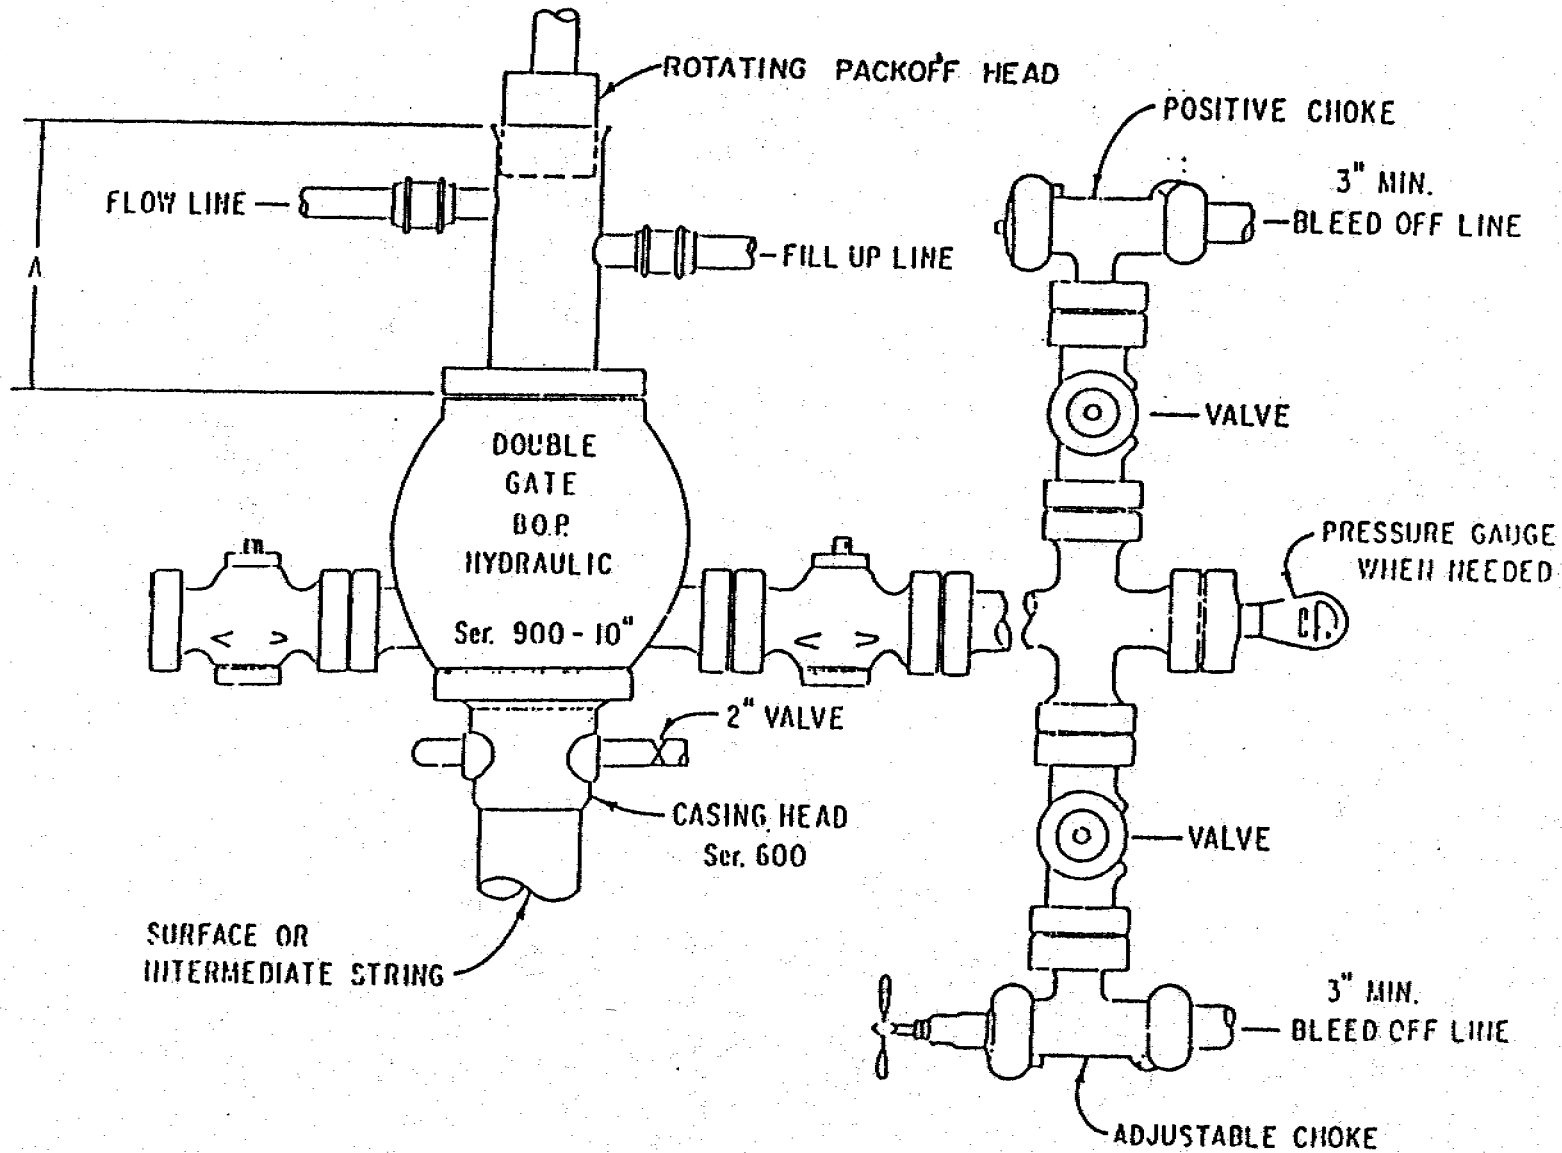 ROTATING PACKOFF HEAD
POSITIVE CHOKE
3" MIN.
BLEED OFF LINE
FLOW LINE
FILL UP LINE
A
VALVE
DOUBLE
GATE
B.O.P.
HYDRAULIC
Ser. 900 - 10"
PRESSURE GAUGE
WHEN NEEDED
2" VALVE
CASING HEAD
Ser. 600
VALVE
SURFACE OR
INTERMEDIATE STRING
3" MIN.
BLEED OFF LINE
ADJUSTABLE CHOKE